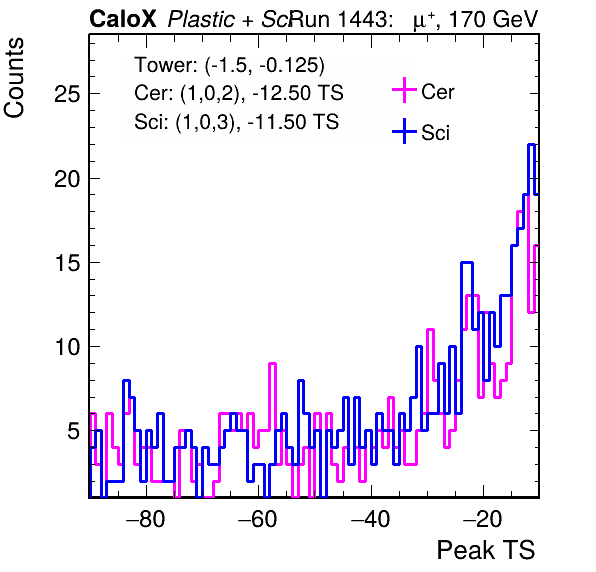 CaloX Plastic + Sci Run 1443: μ⁺, 170 GeV
Tower: (-1.5, -0.125)
Cer: (1,0,2), -12.50 TS
Sci: (1,0,3), -11.50 TS
Cer
Sci
Counts
25
20
15
10
5
−80 −60 −40 −20
Peak TS